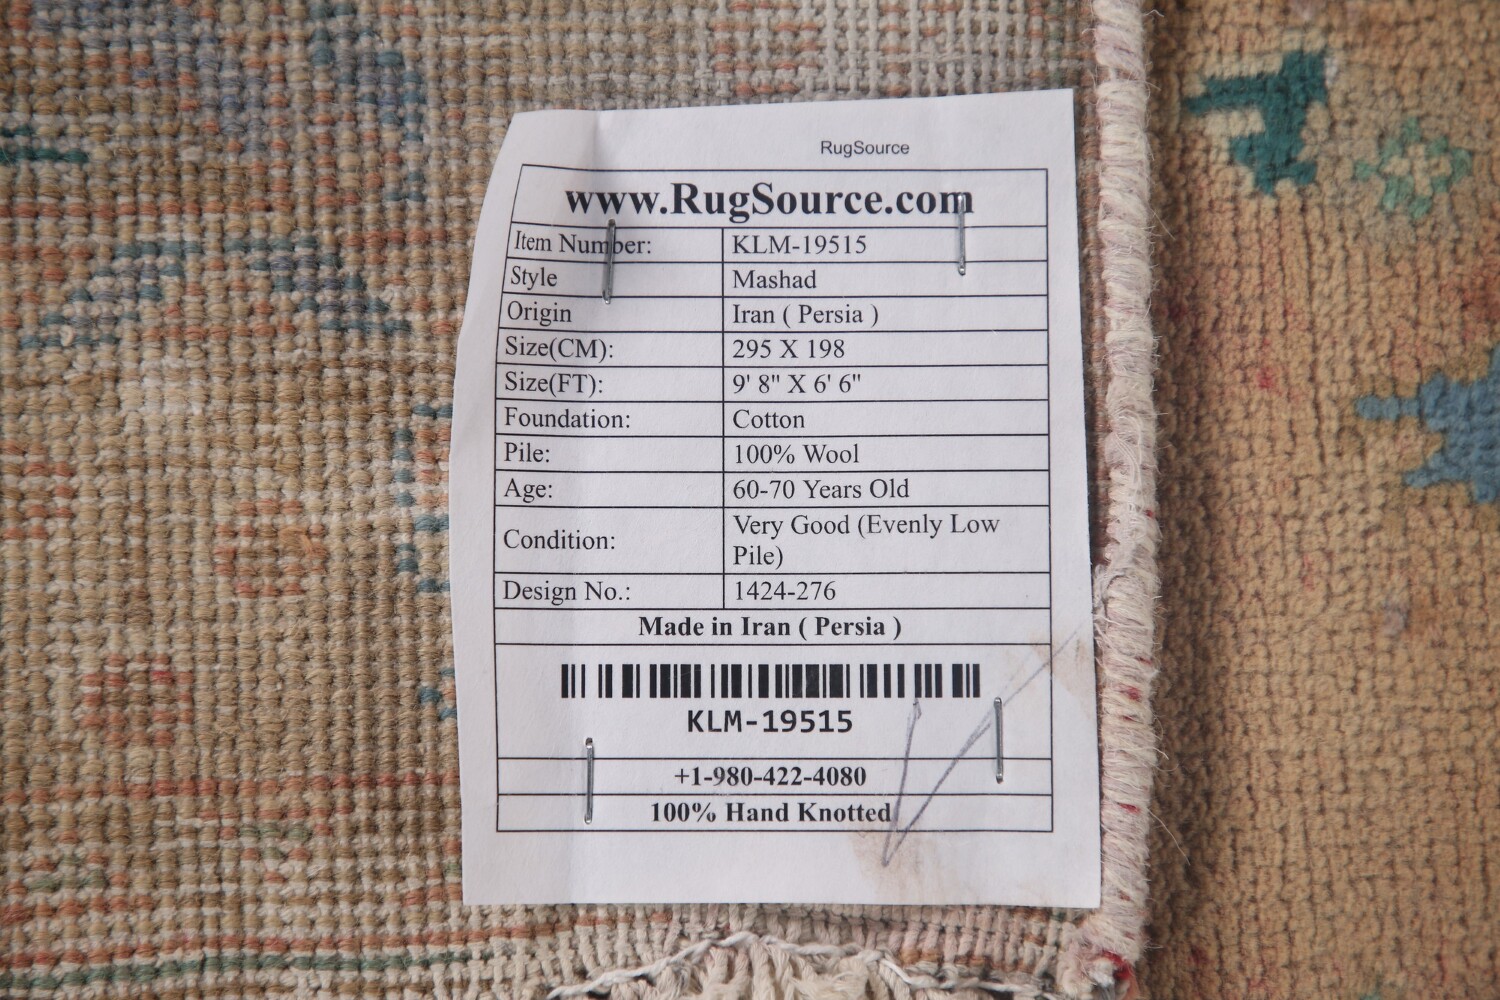 RugSource
www.RugSource.com
Item Number: KLM-19515
Style Mashad
Origin Iran ( Persia )
Size(CM): 295 X 198
Size(FT): 9' 8" X 6' 6"
Foundation: Cotton
Pile: 100% Wool
Age: 60-70 Years Old
Condition: Very Good (Evenly Low
Pile)
Design No.: 1424-276
Made in Iran ( Persia )
KLM-19515
+1-980-422-4080
100% Hand Knotted